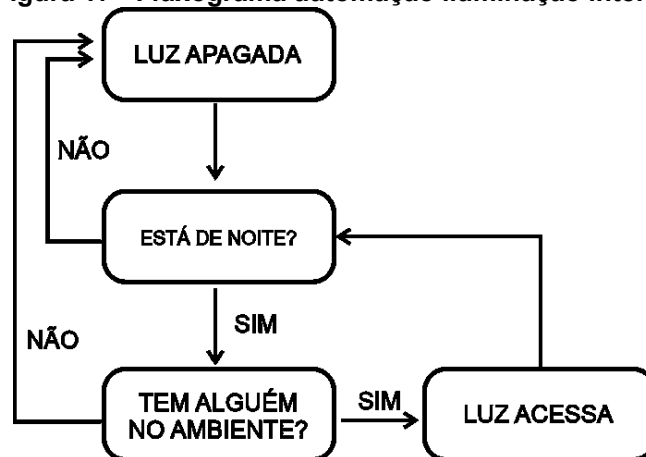 LUZ APAGADA
NÃO
ESTÁ DE NOITE?
SIM
NÃO
TEM ALGUÉM
NO AMBIENTE?
SIM
LUZ ACESSA